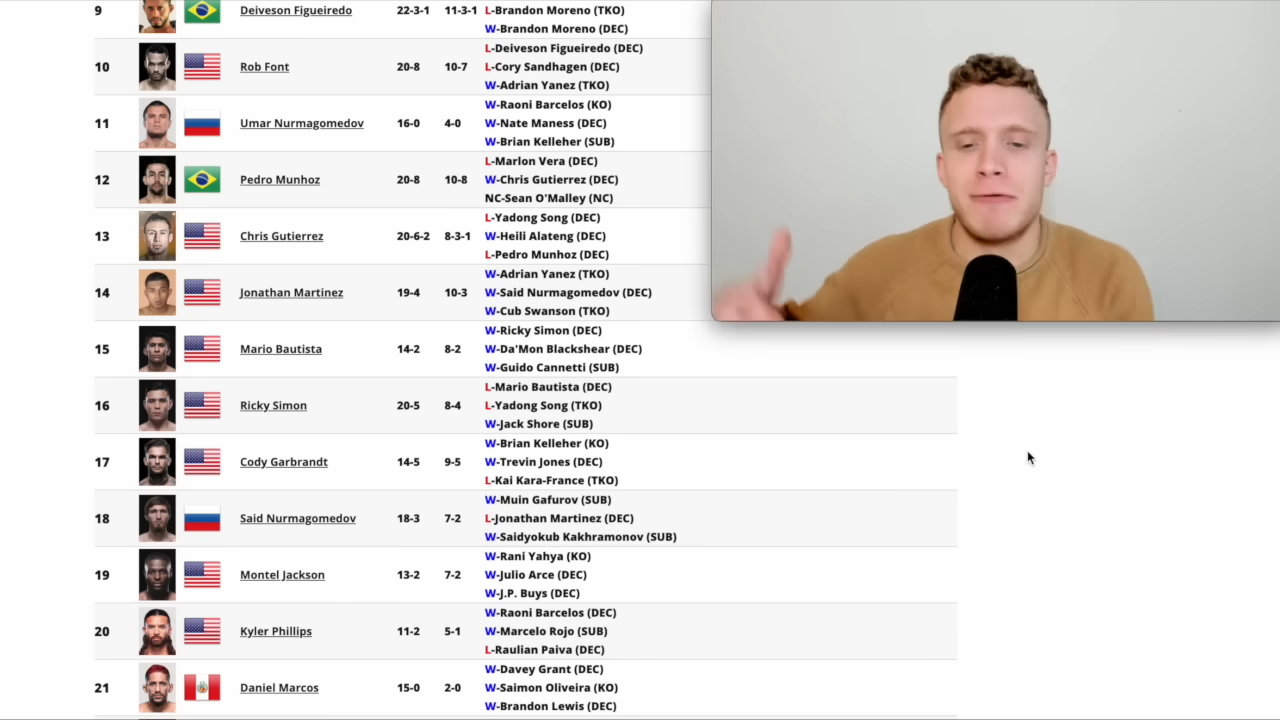 9 Deiveson Figueiredo 22-3-1 11-3-1 L-Brandon Moreno (TKO)
W-Brandon Moreno (DEC)
L-Deiveson Figueiredo (DEC)
10 Rob Font 20-8 10-7 L-Cory Sandhagen (DEC)
W-Adrian Yanez (TKO)
W-Raoni Barcelos (KO)
11 Umar Nurmagomedov 16-0 4-0 W-Nate Maness (DEC)
W-Brian Kelleher (SUB)
L-Marlon Vera (DEC)
12 Pedro Munhoz 20-8 10-8 W-Chris Gutierrez (DEC)
NC-Sean O'Malley (NC)
L-Yadong Song (DEC)
13 Chris Gutierrez 20-6-2 8-3-1 W-Heili Alateng (DEC)
L-Pedro Munhoz (DEC)
W-Adrian Yanez (TKO)
14 Jonathan Martinez 19-4 10-3 W-Said Nurmagomedov (DEC)
W-Cub Swanson (TKO)
W-Ricky Simon (DEC)
15 Mario Bautista 14-2 8-2 W-Da'Mon Blackshear (DEC)
W-Guido Cannetti (SUB)
L-Mario Bautista (DEC)
16 Ricky Simon 20-5 8-4 L-Yadong Song (TKO)
W-Jack Shore (SUB)
W-Brian Kelleher (KO)
17 Cody Garbrandt 14-5 9-5 W-Trevin Jones (DEC)
L-Kai Kara-France (TKO)
W-Muin Gafurov (SUB)
18 Said Nurmagomedov 18-3 7-2 L-Jonathan Martinez (DEC)
W-Saidyokub Kakhramonov (SUB)
W-Rani Yahya (KO)
19 Montel Jackson 13-2 7-2 W-Julio Arce (DEC)
W-J.P. Buys (DEC)
W-Raoni Barcelos (DEC)
20 Kyler Phillips 11-2 5-1 W-Marcelo Rojo (SUB)
L-Raulian Paiva (DEC)
W-Davey Grant (DEC)
21 Daniel Marcos 15-0 2-0 W-Saimon Oliveira (KO)
W-Brandon Lewis (DEC)